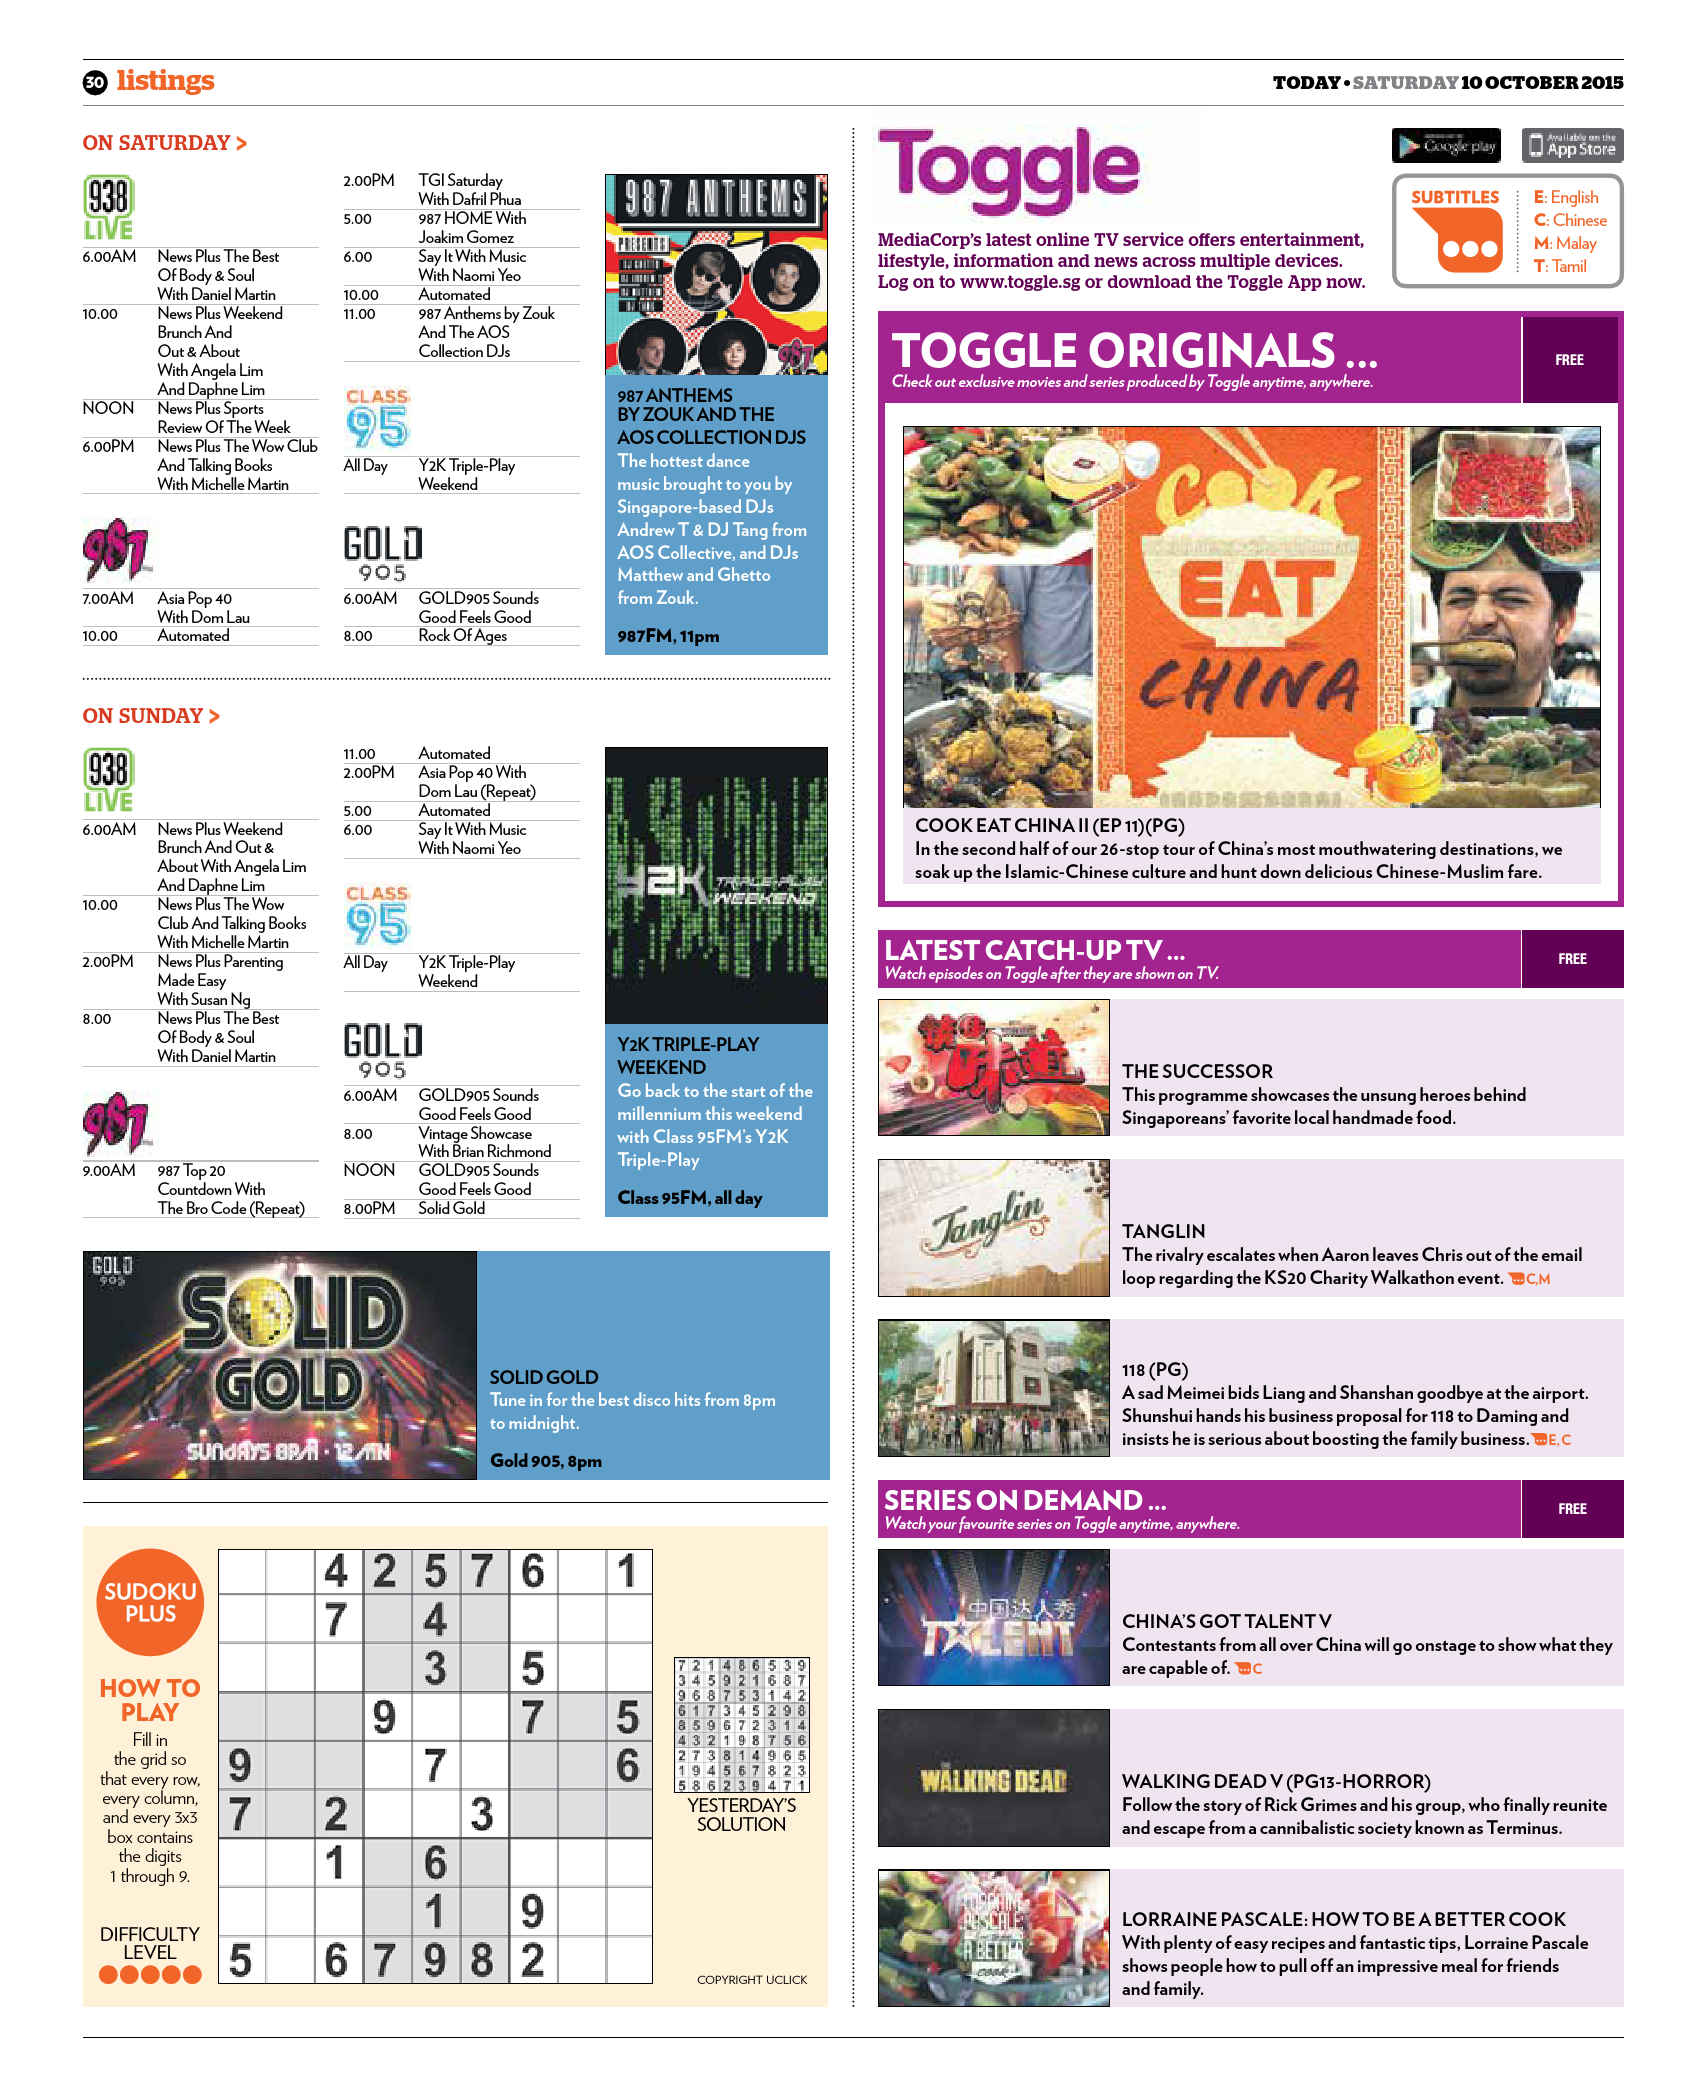 30 listings
TODAY • SATURDAY 10 OCTOBER 2015
ON SATURDAY >
938
LIVE
6.00AM News Plus The Best
Of Body & Soul
With Daniel Martin
10.00 News Plus Weekend
Brunch And
Out & About
With Angela Lim
And Daphne Lim
NOON News Plus Sports
Review Of The Week
6.00PM News Plus The Wow Club
And Talking Books
With Michelle Martin
987
7.00AM Asia Pop 40
With Dom Lau
10.00 Automated
2.00PM TGI Saturday
With Dafril Phua
5.00 987 HOME With
Joakim Gomez
6.00 Say It With Music
With Naomi Yeo
10.00 Automated
11.00 987 Anthems by Zouk
And The AOS
Collection DJs
CLASS
95
All Day Y2K Triple-Play
Weekend
GOLD
905
6.00AM GOLD905 Sounds
Good Feels Good
8.00 Rock Of Ages
987 ANTHEMS
PRESENTS
987
987 ANTHEMS
BY ZOUK AND THE
AOS COLLECTION DJS
The hottest dance
music brought to you by
Singapore-based DJs
Andrew T & DJ Tang from
AOS Collective, and DJs
Matthew and Ghetto
from Zouk.
987FM, 11pm
ON SUNDAY >
938
LIVE
6.00AM News Plus Weekend
Brunch And Out &
About With Angela Lim
And Daphne Lim
10.00 News Plus The Wow
Club And Talking Books
With Michelle Martin
2.00PM News Plus Parenting
Made Easy
With Susan Ng
8.00 News Plus The Best
Of Body & Soul
With Daniel Martin
987
9.00AM 987 Top 20
Countdown With
The Bro Code (Repeat)
11.00 Automated
2.00PM Asia Pop 40 With
Dom Lau (Repeat)
5.00 Automated
6.00 Say It With Music
With Naomi Yeo
CLASS
95
All Day Y2K Triple-Play
Weekend
GOLD
905
6.00AM GOLD905 Sounds
Good Feels Good
8.00 Vintage Showcase
With Brian Richmond
NOON GOLD905 Sounds
Good Feels Good
8.00PM Solid Gold
Y2K TRIPLE-PLAY
WEEKEND
Y2K TRIPLE-PLAY
WEEKEND
Go back to the start of the
millennium this weekend
with Class 95FM's Y2K
Triple-Play
Class 95FM, all day
GOLD
905
SOLID
GOLD
SUNdAYS 8PM - 12MN
SOLID GOLD
Tune in for the best disco hits from 8pm
to midnight.
Gold 905, 8pm
SUDOKU
PLUS
HOW TO
PLAY
Fill in
the grid so
that every row,
every column,
and every 3x3
box contains
the digits
1 through 9.
DIFFICULTY
LEVEL
4 2 5 7 6 1
7 4
3 5
9 7 5
9 7 6
7 2 3
1 6
1 9
5 6 7 9 8 2
7 2 1 4 8 6 5 3 9
3 4 5 9 2 1 6 8 7
9 6 8 7 5 3 1 4 2
6 1 7 3 4 5 2 9 8
8 5 9 6 7 2 3 1 4
4 3 2 1 9 8 7 5 6
2 7 3 8 1 4 9 6 5
1 9 4 5 6 7 8 2 3
5 8 6 2 3 9 4 7 1
YESTERDAY'S
SOLUTION
COPYRIGHT UCLICK
Toggle
MediaCorp's latest online TV service offers entertainment,
lifestyle, information and news across multiple devices.
Log on to www.toggle.sg or download the Toggle App now.
Google play
Available on the
App Store
SUBTITLES
E: English
C: Chinese
M: Malay
T: Tamil
TOGGLE ORIGINALS ...
Check out exclusive movies and series produced by Toggle anytime, anywhere.
FREE
COOK
EAT
CHINA
COOK EAT CHINA II (EP 11)(PG)
In the second half of our 26-stop tour of China's most mouthwatering destinations, we
soak up the Islamic-Chinese culture and hunt down delicious Chinese-Muslim fare.
LATEST CATCH-UP TV ...
Watch episodes on Toggle after they are shown on TV.
FREE
味道
THE SUCCESSOR
This programme showcases the unsung heroes behind
Singaporeans' favorite local handmade food.
Tanglin
TANGLIN
The rivalry escalates when Aaron leaves Chris out of the email
loop regarding the KS20 Charity Walkathon event. C,M
118 (PG)
A sad Meimei bids Liang and Shanshan goodbye at the airport.
Shunshui hands his business proposal for 118 to Daming and
insists he is serious about boosting the family business. E, C
SERIES ON DEMAND ...
Watch your favourite series on Toggle anytime, anywhere.
FREE
中国达人秀
TALENT
CHINA'S GOT TALENT V
Contestants from all over China will go onstage to show what they
are capable of. C
THE WALKING DEAD
WALKING DEAD V (PG13-HORROR)
Follow the story of Rick Grimes and his group, who finally reunite
and escape from a cannibalistic society known as Terminus.
LORRAINE
PASCALE
A BETTER
COOK
LORRAINE PASCALE: HOW TO BE A BETTER COOK
With plenty of easy recipes and fantastic tips, Lorraine Pascale
shows people how to pull off an impressive meal for friends
and family.